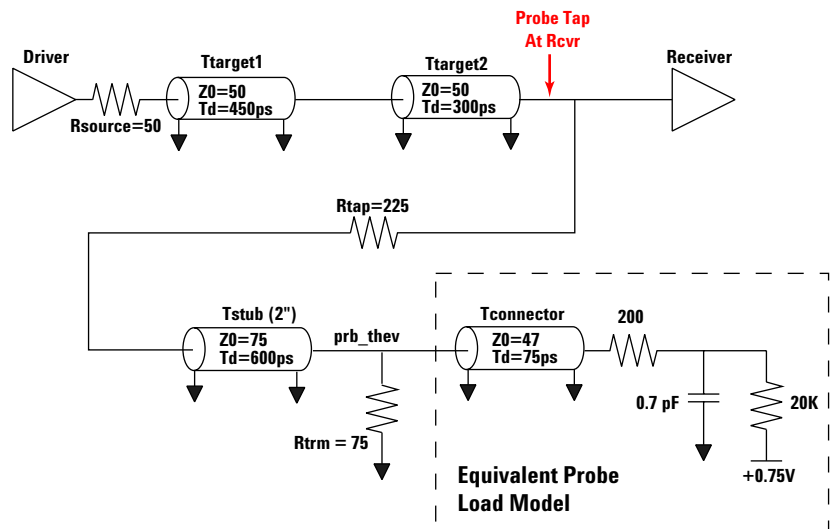 Probe Tap
At Rcvr
Driver
Ttarget1
Ttarget2
Receiver
Z0=50
Td=450ps
Z0=50
Td=300ps
Rsource=50
Rtap=225
Tstub (2")
prb_thev
Tconnector
200
Z0=75
Td=600ps
Z0=47
Td=75ps
0.7 pF
20K
Rtrm = 75
+0.75V
Equivalent Probe
Load Model